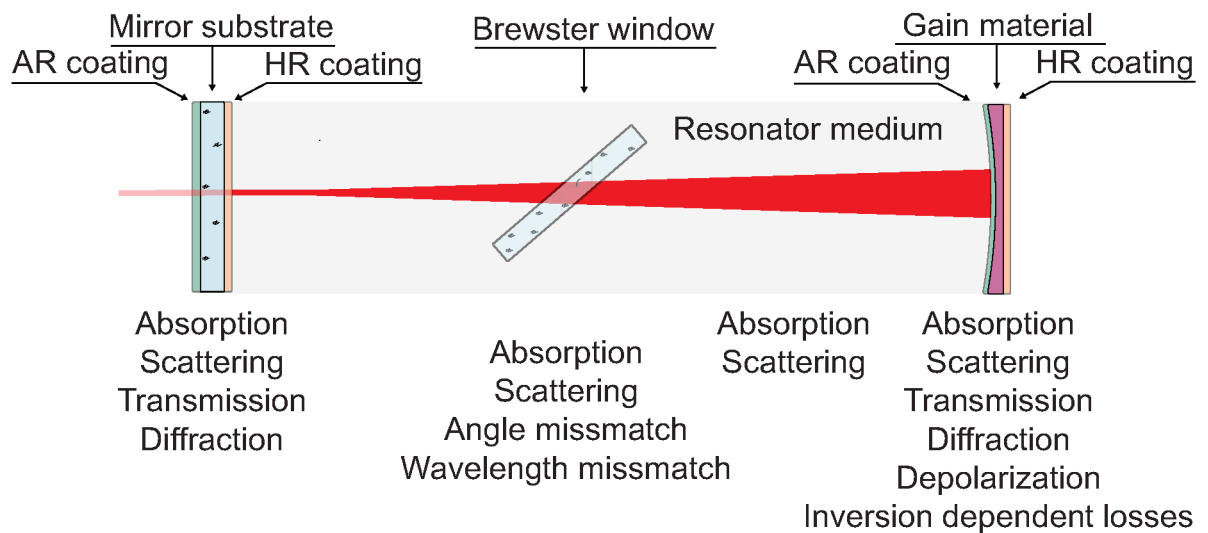 Mirror substrate
AR coating
HR coating
Brewster window
Gain material
AR coating
HR coating
Resonator medium
Absorption
Scattering
Transmission
Diffraction
Absorption
Scattering
Angle missmatch
Wavelength missmatch
Absorption
Scattering
Absorption
Scattering
Transmission
Diffraction
Depolarization
Inversion dependent losses